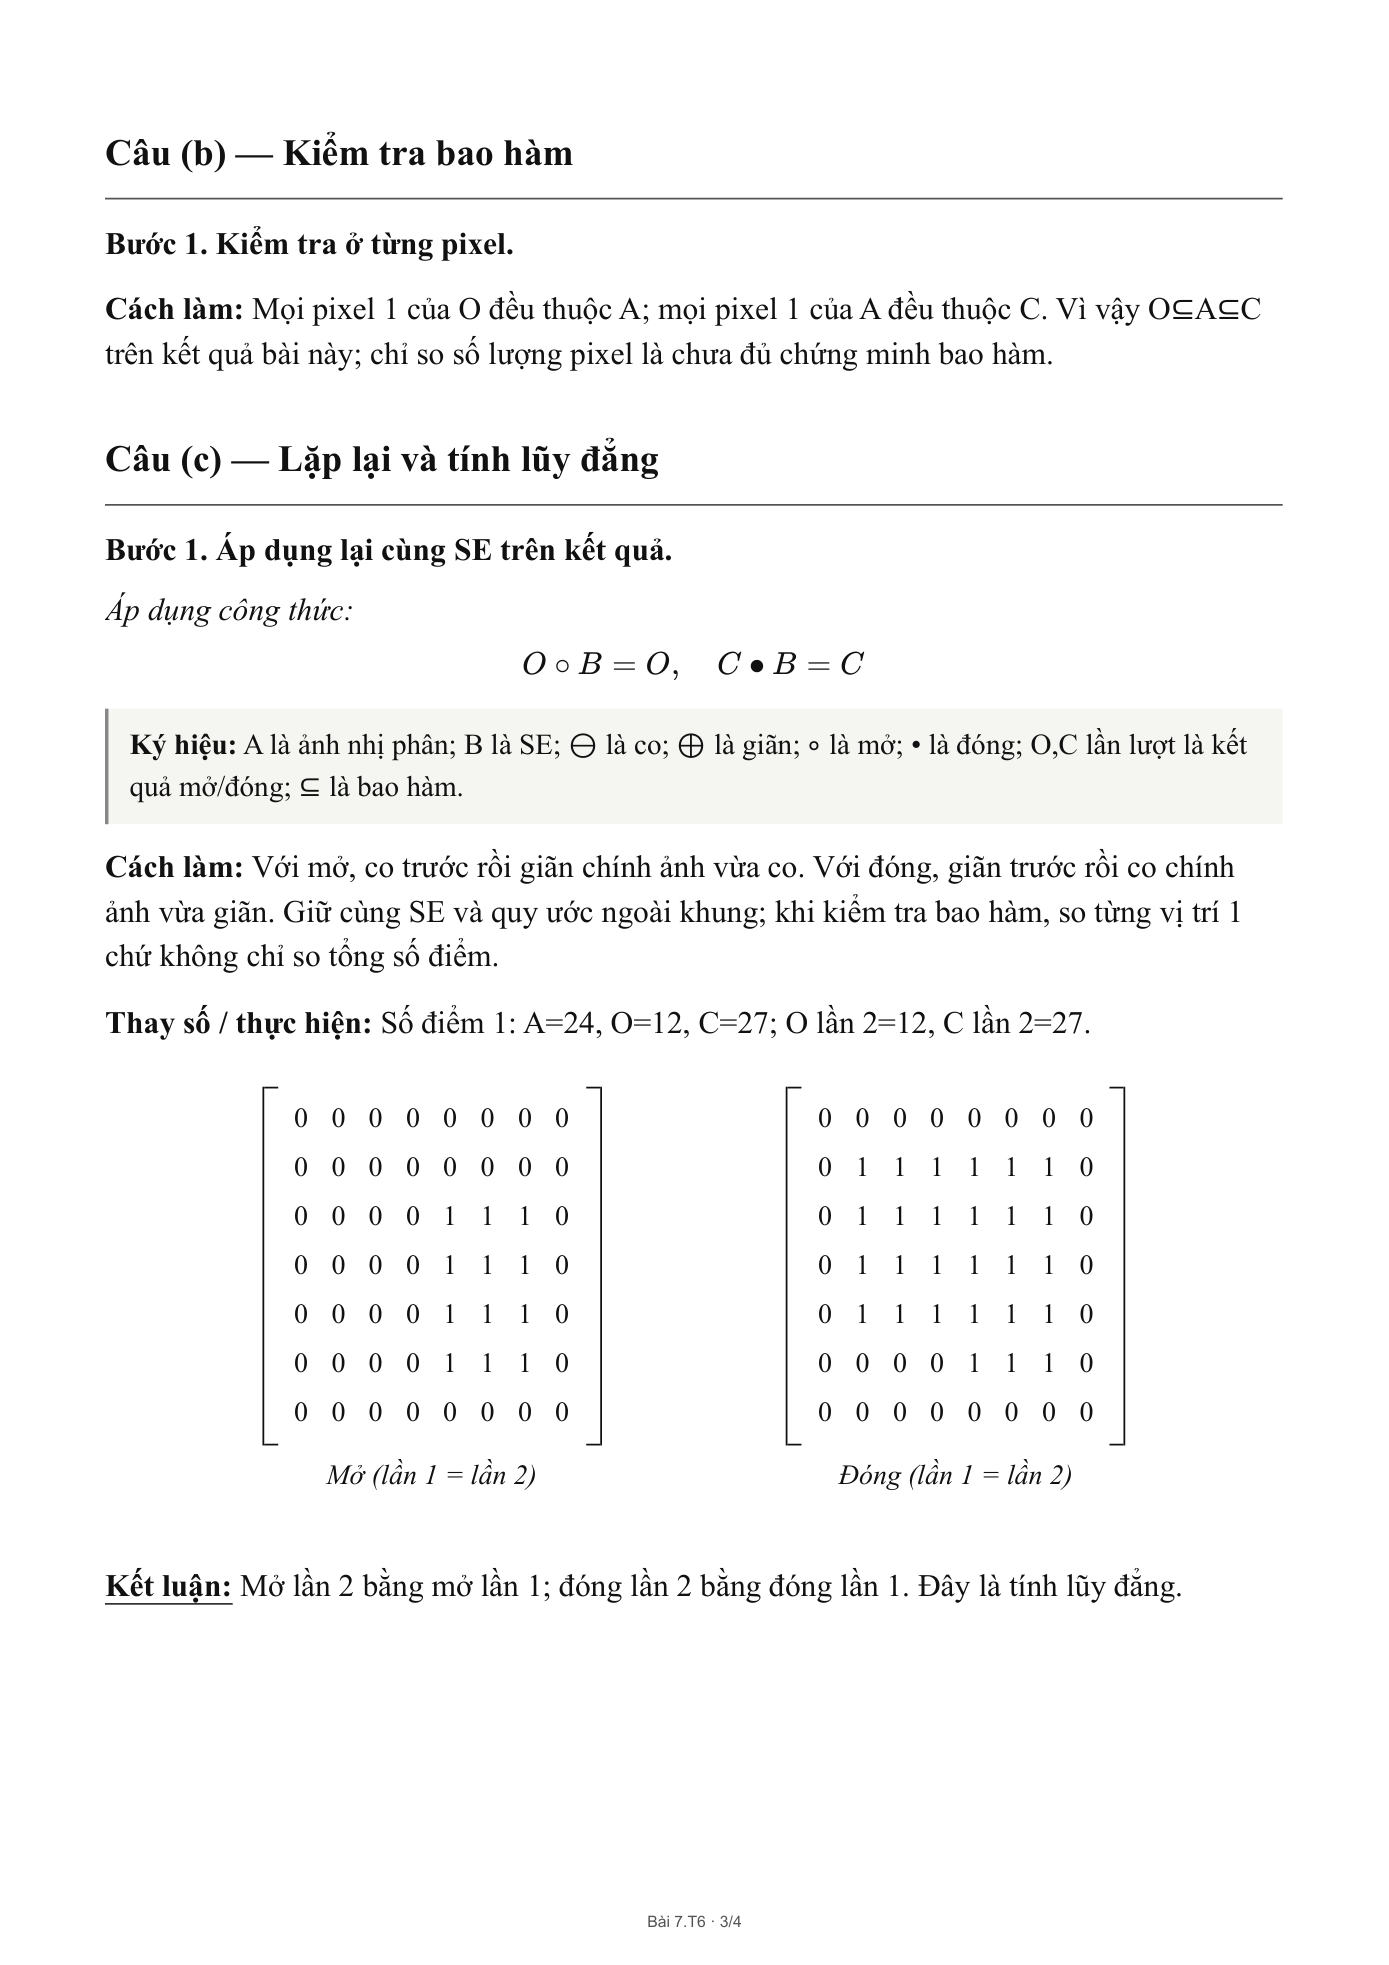 Câu (b) — Kiểm tra bao hàm
Bước 1. Kiểm tra ở từng pixel.
Cách làm: Mọi pixel 1 của O đều thuộc A; mọi pixel 1 của A đều thuộc C. Vì vậy O⊆A⊆C
trên kết quả bài này; chỉ so số lượng pixel là chưa đủ chứng minh bao hàm.
Câu (c) — Lặp lại và tính lũy đẳng
Bước 1. Áp dụng lại cùng SE trên kết quả.
Áp dụng công thức:
O ∘ B = O, C • B = C
Ký hiệu: A là ảnh nhị phân; B là SE; ⊖ là co; ⊕ là giãn; ∘ là mở; • là đóng; O,C lần lượt là kết
quả mở/đóng; ⊆ là bao hàm.
Cách làm: Với mở, co trước rồi giãn chính ảnh vừa co. Với đóng, giãn trước rồi co chính
ảnh vừa giãn. Giữ cùng SE và quy ước ngoài khung; khi kiểm tra bao hàm, so từng vị trí 1
chứ không chỉ so tổng số điểm.
Thay số / thực hiện: Số điểm 1: A=24, O=12, C=27; O lần 2=12, C lần 2=27.
0 0 0 0 0 0 0 0
0 0 0 0 0 0 0 0
0 0 0 0 1 1 1 0
0 0 0 0 1 1 1 0
0 0 0 0 1 1 1 0
0 0 0 0 1 1 1 0
0 0 0 0 0 0 0 0
Mở (lần 1 = lần 2)
0 0 0 0 0 0 0 0
0 1 1 1 1 1 1 0
0 1 1 1 1 1 1 0
0 1 1 1 1 1 1 0
0 1 1 1 1 1 1 0
0 0 0 0 1 1 1 0
0 0 0 0 0 0 0 0
Đóng (lần 1 = lần 2)
Kết luận: Mở lần 2 bằng mở lần 1; đóng lần 2 bằng đóng lần 1. Đây là tính lũy đẳng.
Bài 7.T6 · 3/4